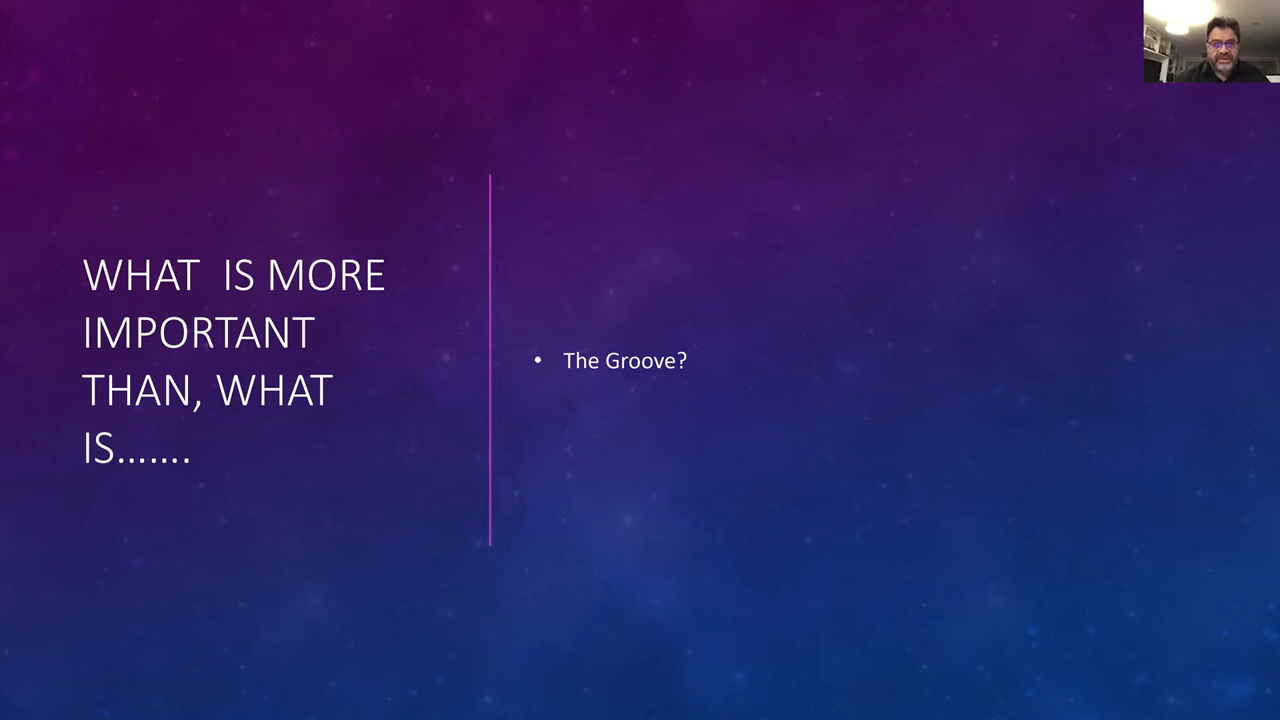 WHAT  IS MORE
IMPORTANT
THAN, WHAT
IS…….
• The Groove?